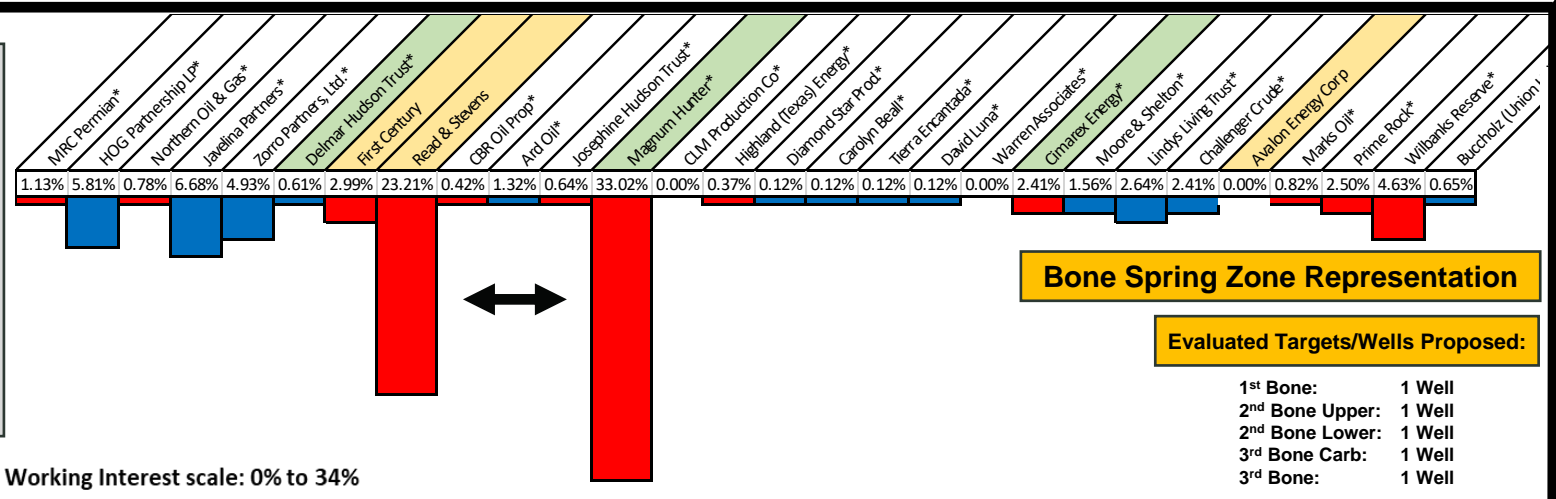 MRC Permian*
HOG Partnership LP*
Northern Oil & Gas*
Javelina Partners*
Zorro Partners, Ltd.*
Delmar Hudson Trust*
First Century
Read & Stevens
CBR Oil Prop*
Ard Oil*
Josephine Hudson Trust*
Magnum Hunter*
CLM Production Co*
Highland (Texas) Energy*
Diamond Star Prod.*
Carolyn Beall*
Tierra Encantada*
David Luna*
Warren Associates*
Cimarex Energy*
Moore & Shelton*
Lindys Living Trust*
Challenger Crude*
Avalon Energy Corp
Marks Oil*
Prime Rock*
Wilbanks Reserve*
Buccholz (Union
1.13% 5.81% 0.78% 6.68% 4.93% 0.61% 2.99% 23.21% 0.42% 1.32% 0.64% 33.02% 0.00% 0.37% 0.12% 0.12% 0.12% 0.12% 0.00% 2.41% 1.56% 2.64% 2.41% 0.00% 0.82% 2.50% 4.63% 0.65%
Bone Spring Zone Representation
Evaluated Targets/Wells Proposed:
1st Bone: 1 Well
2nd Bone Upper: 1 Well
2nd Bone Lower: 1 Well
3rd Bone Carb: 1 Well
3rd Bone: 1 Well
Working Interest scale: 0% to 34%